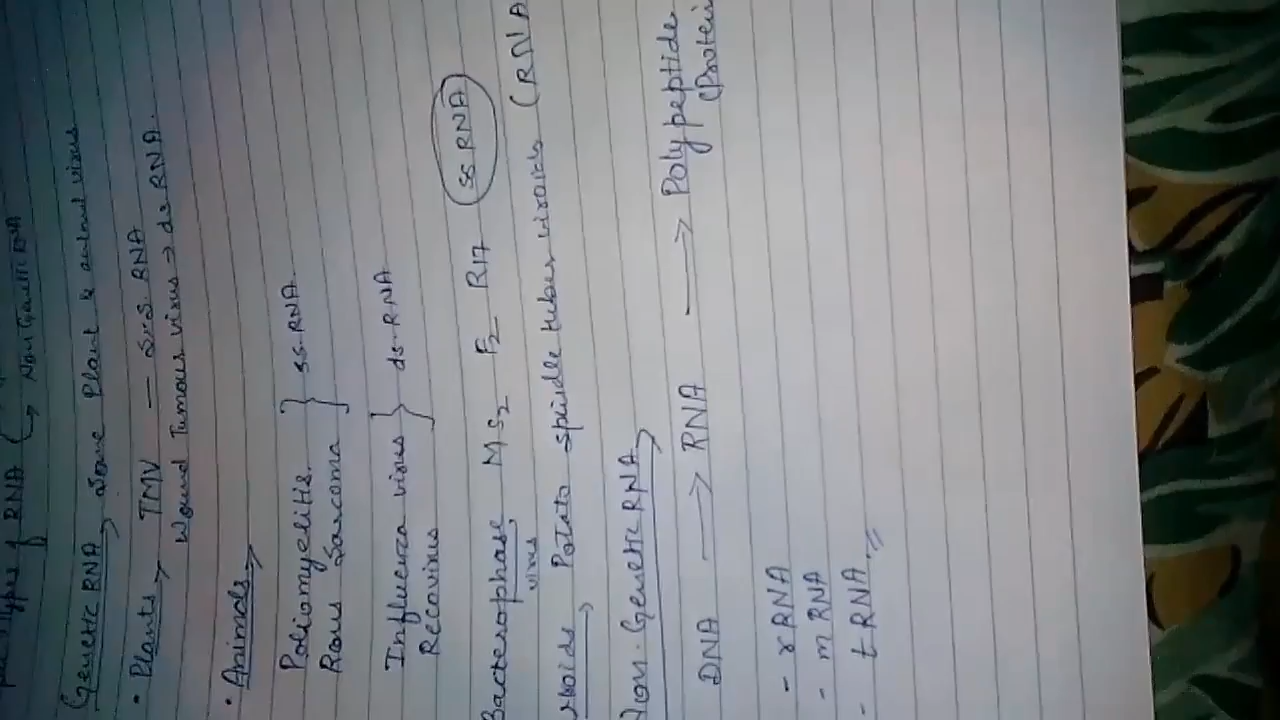 types of RNA
↳ Non Genetic RNA
Genetic RNA → Some Plant & animal virus
• Plants → TMV — S.S. RNA
Wound Tumour virus → ds RNA.
• Animals →
Poliomyelitis } ss-RNA
Rous Sarcoma
Influenza virus } ds-RNA
Reovirus
Bacteriophage MS2 F2 R17 ss RNA
virus
Potato spindle tuber viroids (RNA
Non-Genetic RNA →
DNA → RNA → Polypeptide
(Protein
- rRNA
- mRNA
- tRNA